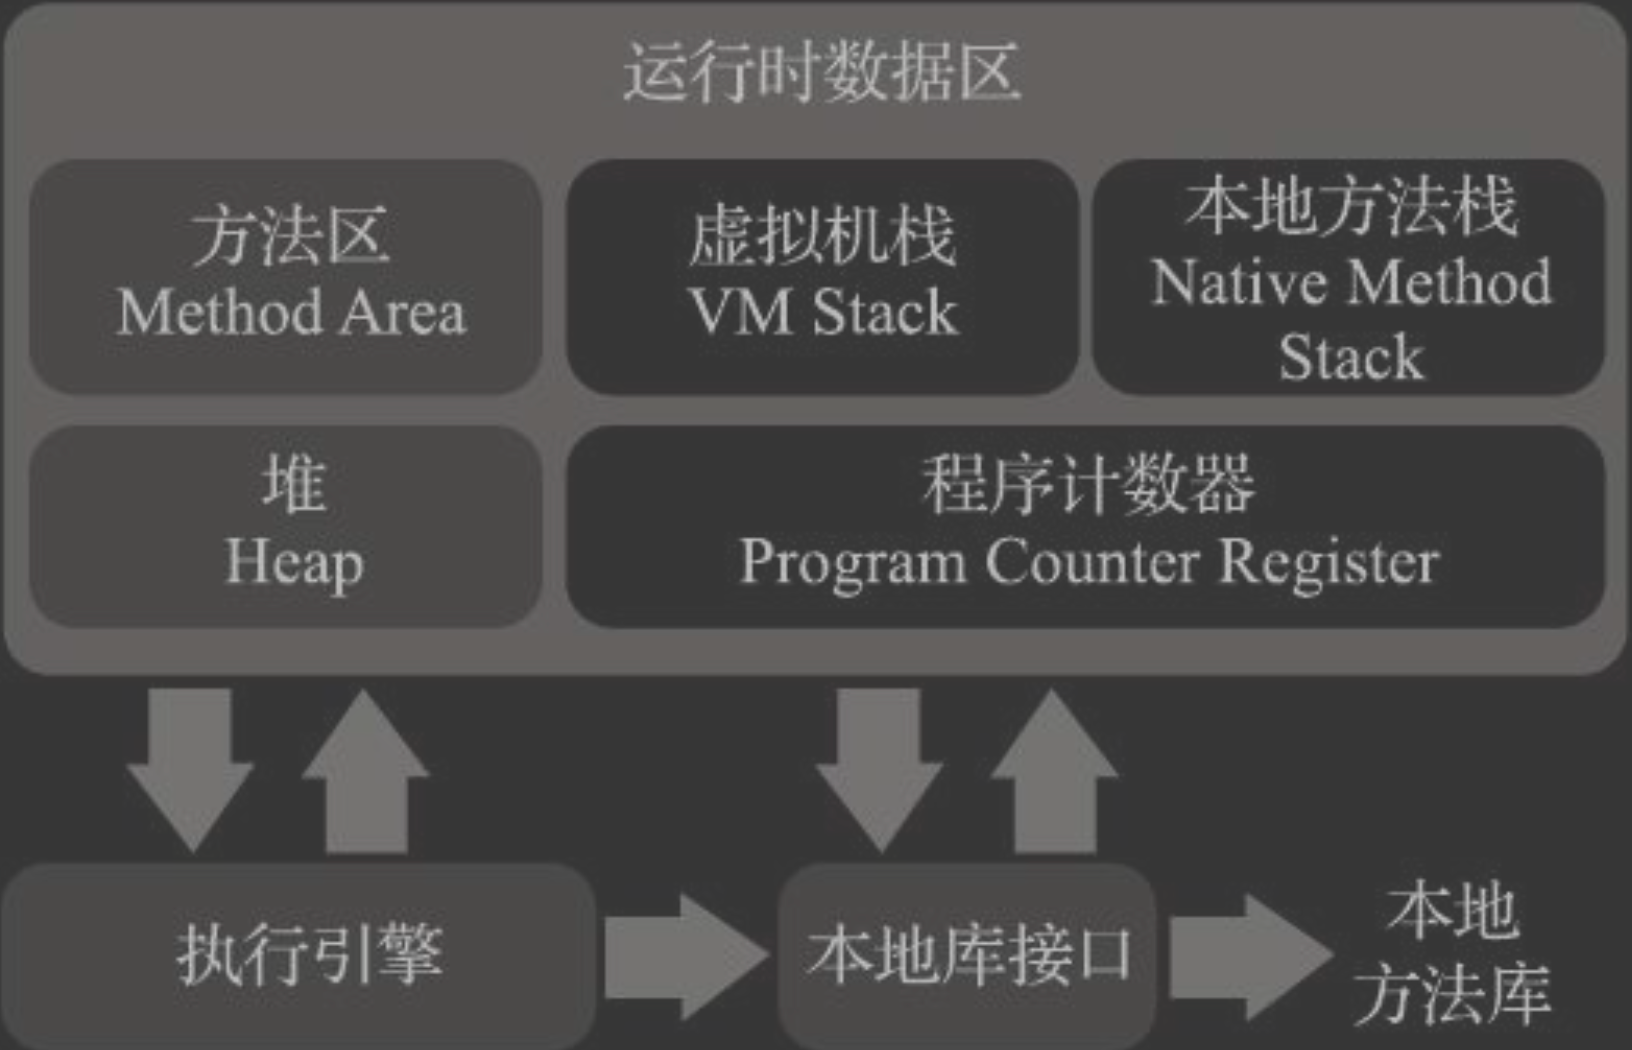 运行时数据区
方法区
Method Area
虚拟机栈
VM Stack
本地方法栈
Native Method
Stack
堆
Heap
程序计数器
Program Counter Register
执行引擎
本地库接口
本地
方法库